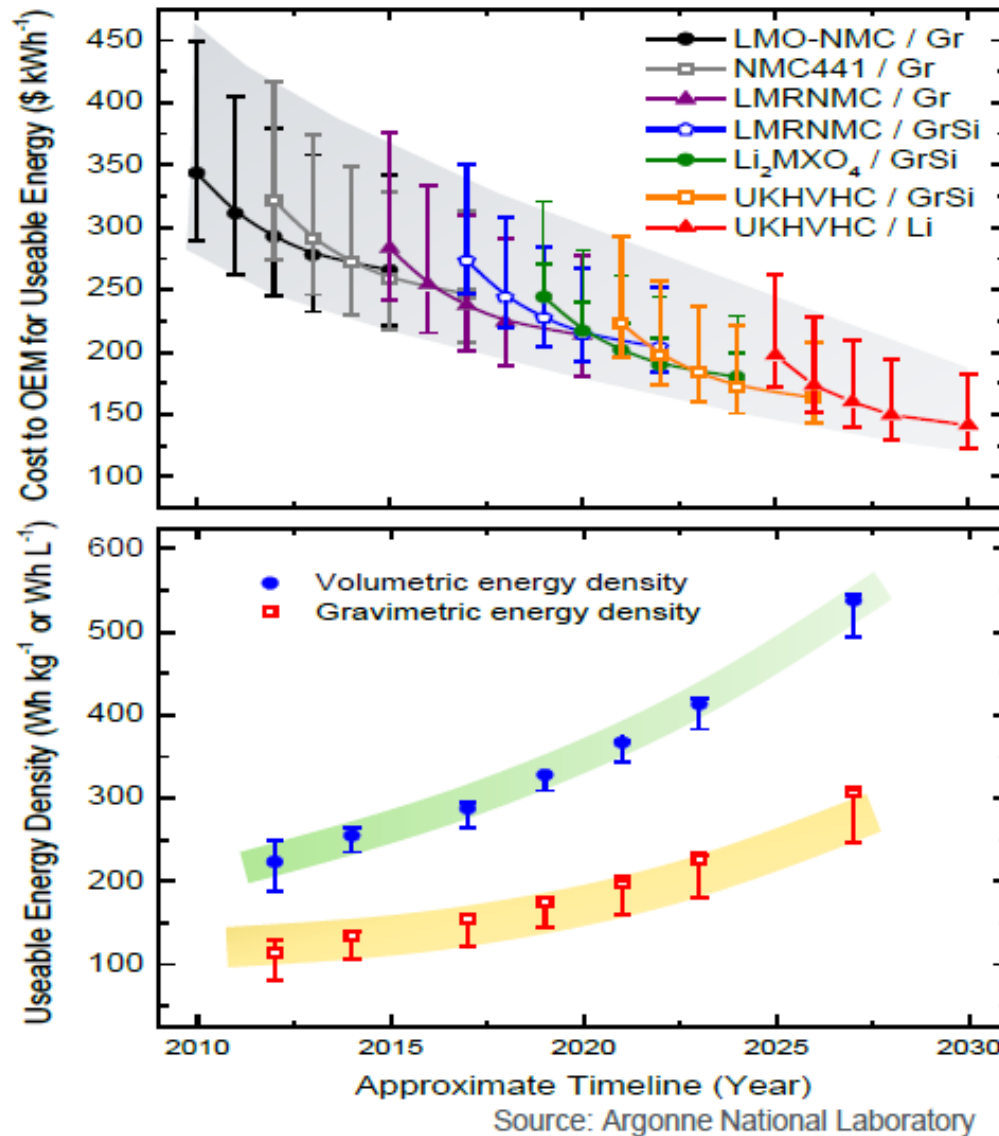 Cost to OEM for Useable Energy ($ kWh⁻¹)
450
400
350
300
250
200
150
100
LMO-NMC / Gr
NMC441 / Gr
LMRNMC / Gr
LMRNMC / GrSi
Li₂MXO₄ / GrSi
UKHVHC / GrSi
UKHVHC / Li
Useable Energy Density (Wh kg⁻¹ or Wh L⁻¹)
600
500
400
300
200
100
Volumetric energy density
Gravimetric energy density
2010 2015 2020 2025 2030
Approximate Timeline (Year)
Source: Argonne National Laboratory